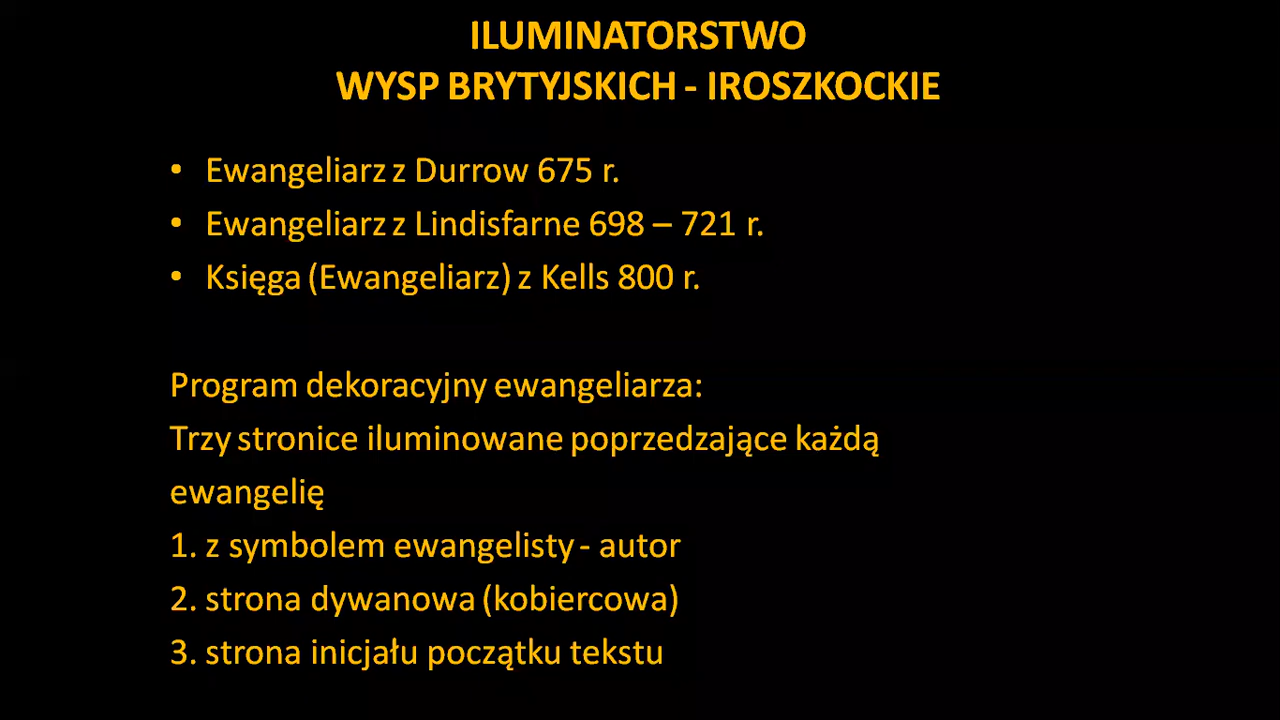 ILUMINATORSTWO
WYSP BRYTYJSKICH - IROSZKOCKIE
• Ewangeliarz z Durrow 675 r.
• Ewangeliarz z Lindisfarne 698 – 721 r.
• Księga (Ewangeliarz) z Kells 800 r.
Program dekoracyjny ewangeliarza:
Trzy stronice iluminowane poprzedzające każdą
ewangelię
1. z symbolem ewangelisty - autor
2. strona dywanowa (kobiercowa)
3. strona inicjału początku tekstu